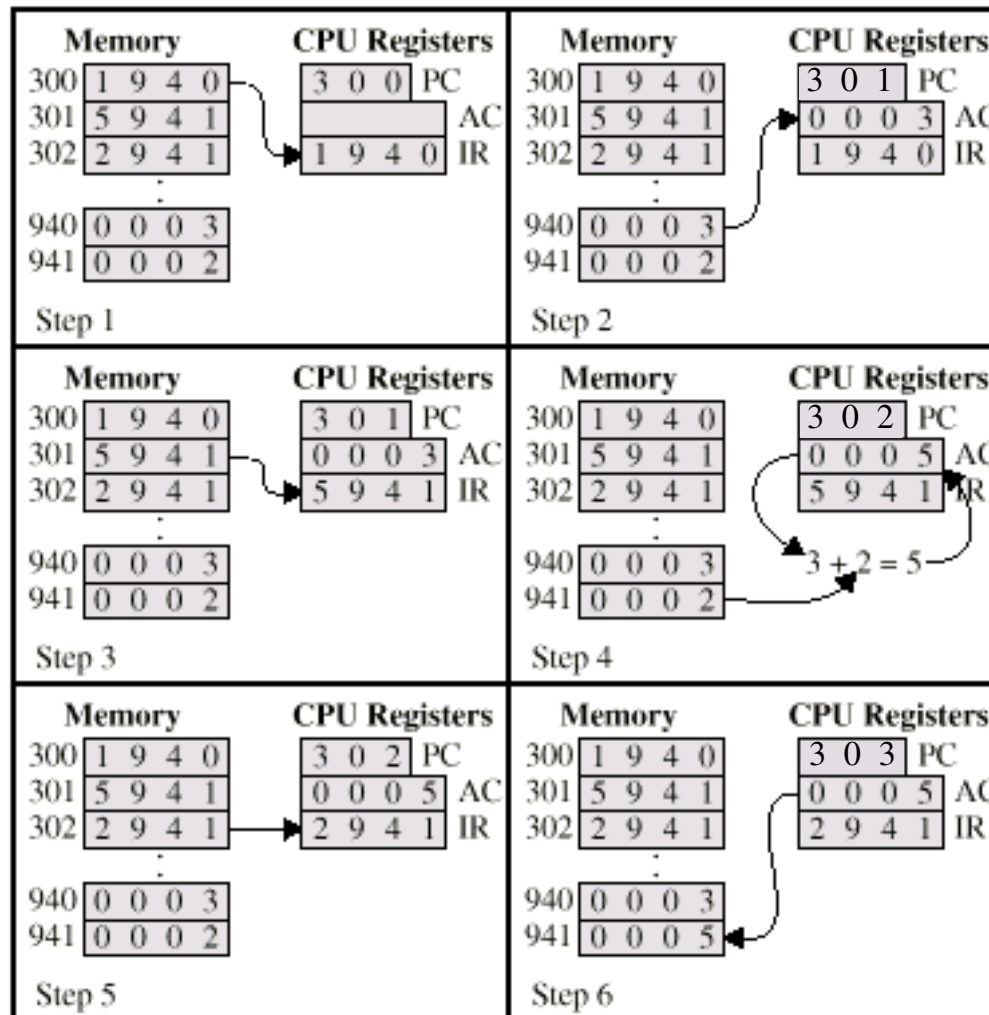 Memory CPU Registers
300 1 9 4 0 3 0 0 PC
301 5 9 4 1 AC
302 2 9 4 1 1 9 4 0 IR
:
940 0 0 0 3
941 0 0 0 2
Step 1
Memory CPU Registers
300 1 9 4 0 3 0 1 PC
301 5 9 4 1 0 0 0 3 AC
302 2 9 4 1 1 9 4 0 IR
:
940 0 0 0 3
941 0 0 0 2
Step 2
Memory CPU Registers
300 1 9 4 0 3 0 1 PC
301 5 9 4 1 0 0 0 3 AC
302 2 9 4 1 5 9 4 1 IR
:
940 0 0 0 3
941 0 0 0 2
Step 3
Memory CPU Registers
300 1 9 4 0 3 0 2 PC
301 5 9 4 1 0 0 0 5 AC
302 2 9 4 1 5 9 4 1 IR
:
940 0 0 0 3 3 + 2 = 5
941 0 0 0 2
Step 4
Memory CPU Registers
300 1 9 4 0 3 0 2 PC
301 5 9 4 1 0 0 0 5 AC
302 2 9 4 1 2 9 4 1 IR
:
940 0 0 0 3
941 0 0 0 2
Step 5
Memory CPU Registers
300 1 9 4 0 3 0 3 PC
301 5 9 4 1 0 0 0 5 AC
302 2 9 4 1 2 9 4 1 IR
:
940 0 0 0 3
941 0 0 0 5
Step 6